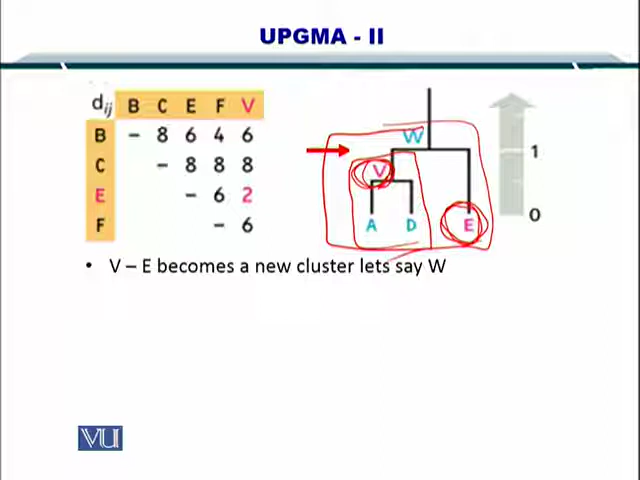 UPGMA - II
dij B C E F V
B - 8 6 4 6
C - 8 8 8
E - 6 2
F - 6
W
V
A D E
1
0
• V – E becomes a new cluster lets say W
VU